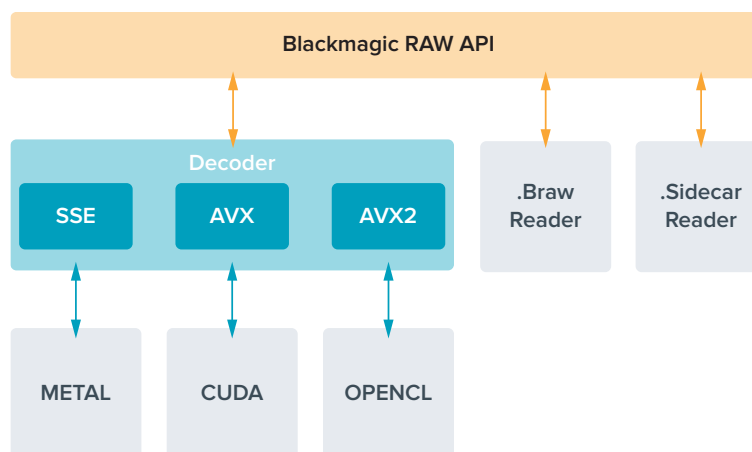 Blackmagic RAW API
Decoder
SSE
AVX
AVX2
.Braw
Reader
.Sidecar
Reader
METAL
CUDA
OPENCL